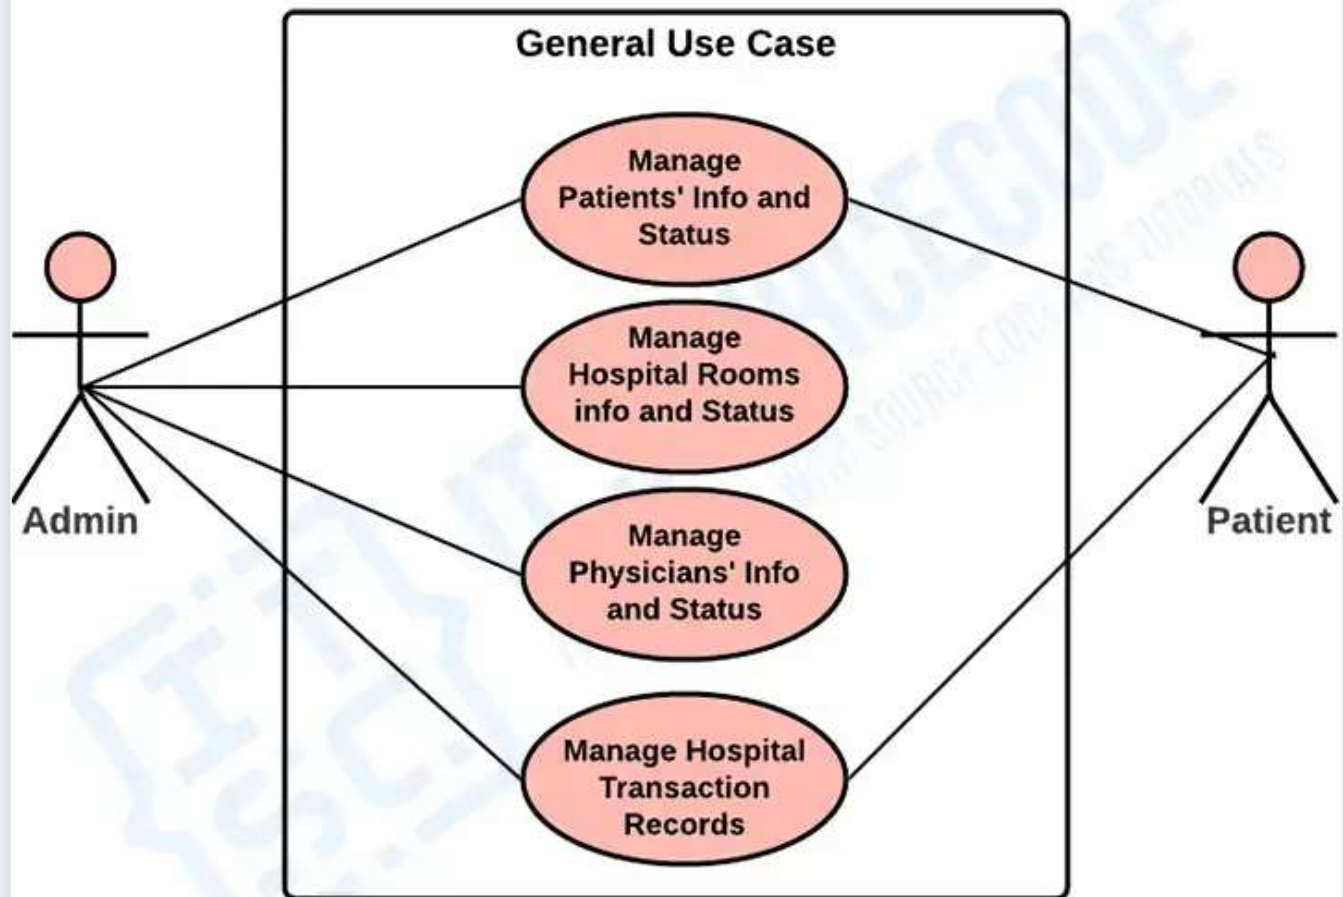 General Use Case
Manage
Patients' Info and
Status
Manage
Hospital Rooms
info and Status
Manage
Physicians' Info
and Status
Manage Hospital
Transaction
Records
Admin
Patient